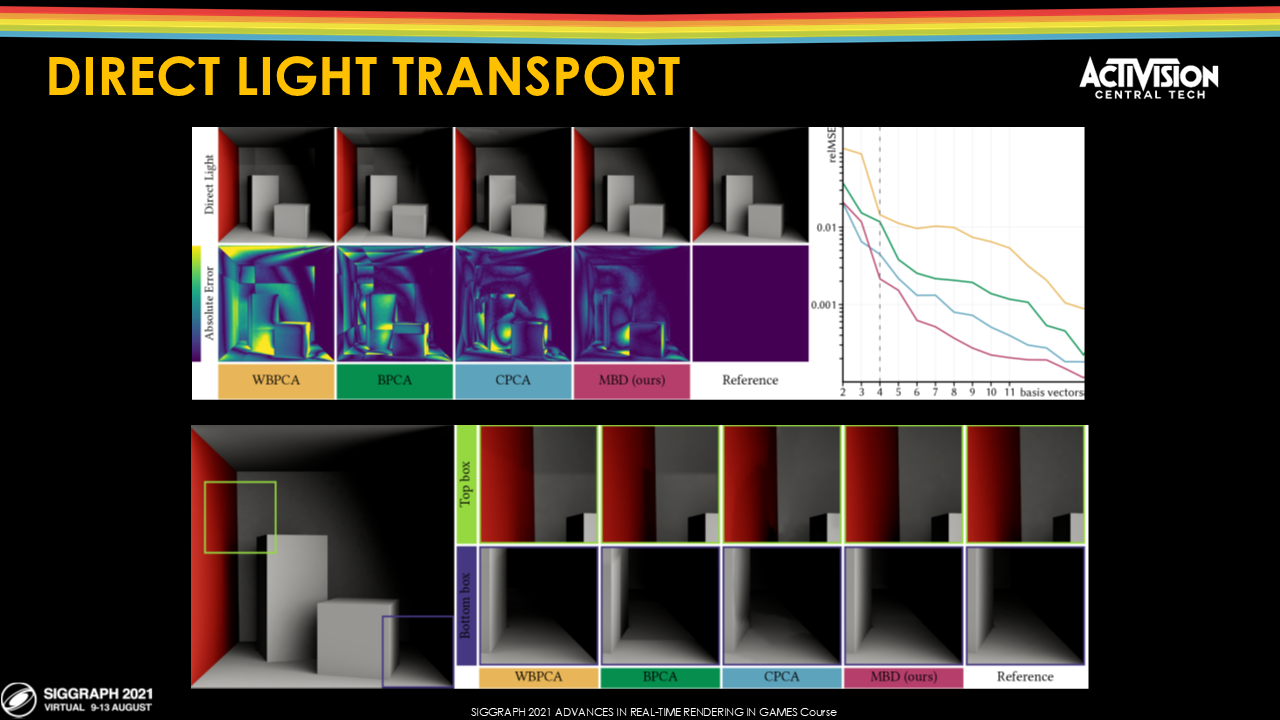 DIRECT LIGHT TRANSPORT
ACTIVISION
CENTRAL TECH
Direct Light
Absolute Error
WBPCA
BPCA
CPCA
MBD (ours)
Reference
relMSE
0.01
0.001
2 3 4 5 6 7 8 9 10 11 basis vectors
Top box
Bottom box
WBPCA
BPCA
CPCA
MBD (ours)
Reference
SIGGRAPH 2021
VIRTUAL 9-13 AUGUST
SIGGRAPH 2021 ADVANCES IN REAL-TIME RENDERING IN GAMES Course